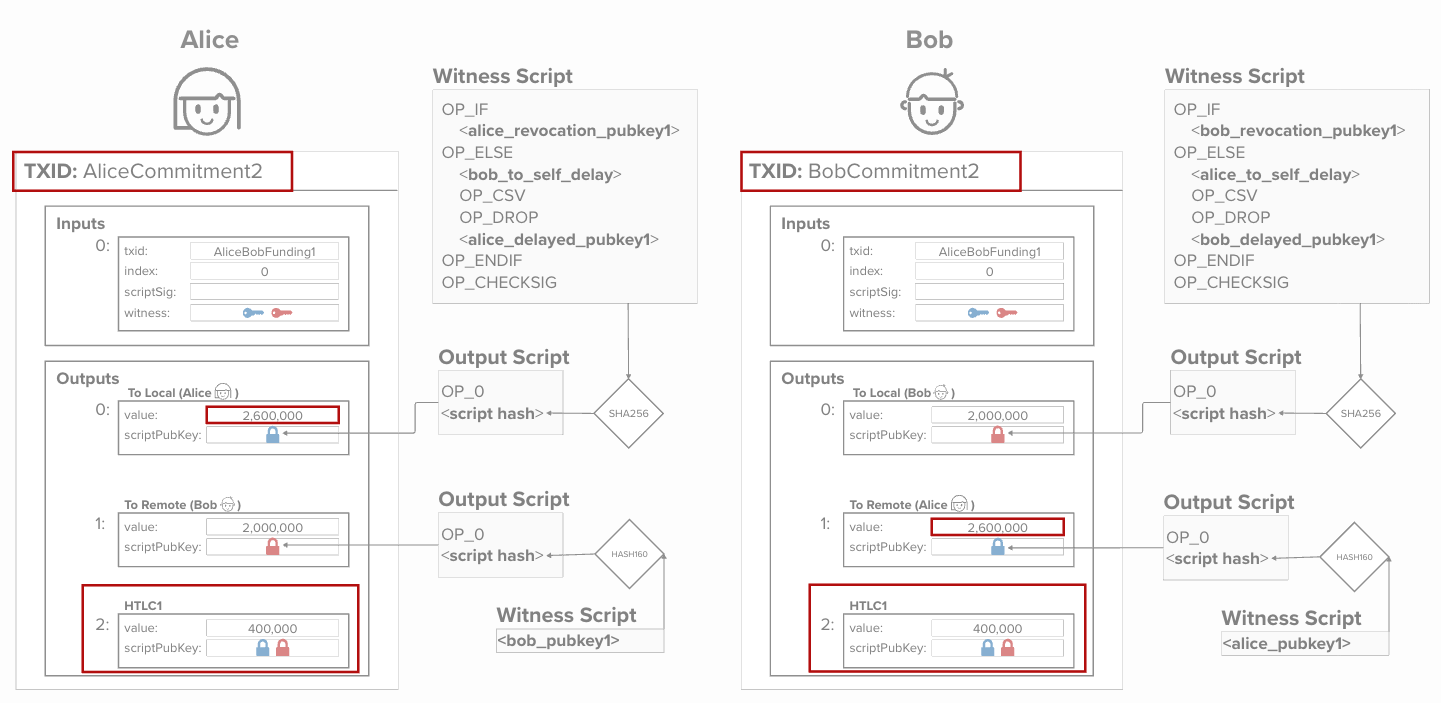 Alice
Witness Script
OP_IF
<alice_revocation_pubkey1>
OP_ELSE
<bob_to_self_delay>
OP_CSV
OP_DROP
<alice_delayed_pubkey1>
OP_ENDIF
OP_CHECKSIG
TXID: AliceCommitment2
Inputs
0:
txid: AliceBobFunding1
index: 0
scriptSig:
witness:
Outputs
To Local (Alice )
0:
value: 2,600,000
scriptPubKey:
Output Script
OP_0
<script hash>
SHA256
To Remote (Bob )
1:
value: 2,000,000
scriptPubKey:
Output Script
OP_0
<script hash>
HASH160
Witness Script
<bob_pubkey1>
HTLC1
2:
value: 400,000
scriptPubKey:
Bob
Witness Script
OP_IF
<bob_revocation_pubkey1>
OP_ELSE
<alice_to_self_delay>
OP_CSV
OP_DROP
<bob_delayed_pubkey1>
OP_ENDIF
OP_CHECKSIG
TXID: BobCommitment2
Inputs
0:
txid: AliceBobFunding1
index: 0
scriptSig:
witness:
Outputs
To Local (Bob )
0:
value: 2,000,000
scriptPubKey:
Output Script
OP_0
<script hash>
SHA256
To Remote (Alice )
1:
value: 2,600,000
scriptPubKey:
Output Script
OP_0
<script hash>
HASH160
Witness Script
<alice_pubkey1>
HTLC1
2:
value: 400,000
scriptPubKey: